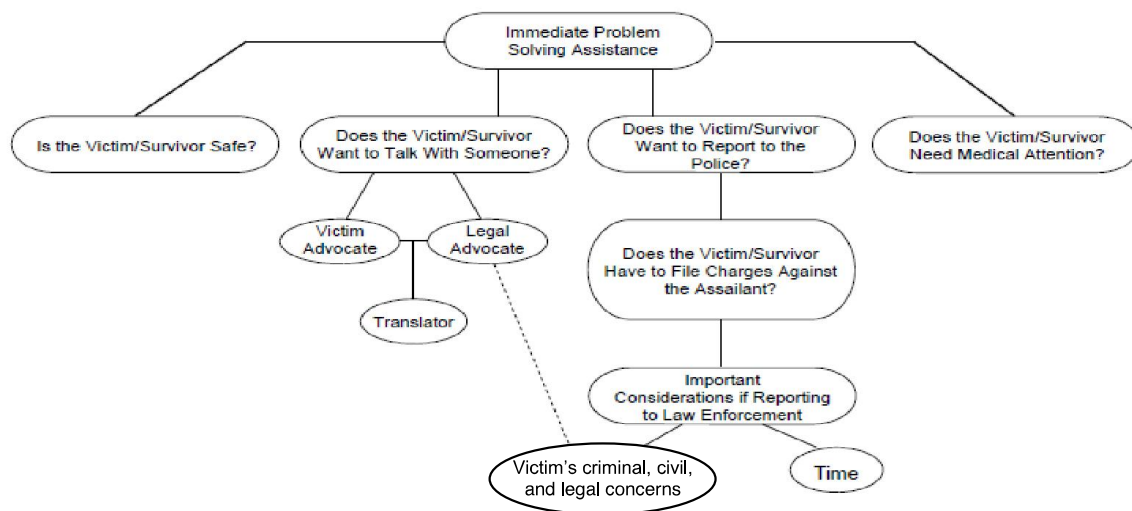 Immediate Problem
Solving Assistance
Is the Victim/Survivor Safe?
Does the Victim/Survivor
Want to Talk With Someone?
Does the Victim/Survivor
Want to Report to the
Police?
Does the Victim/Survivor
Need Medical Attention?
Victim
Advocate
Legal
Advocate
Translator
Does the Victim/Survivor
Have to File Charges Against
the Assailant?
Important
Considerations if Reporting
to Law Enforcement
Victim's criminal, civil,
and legal concerns
Time